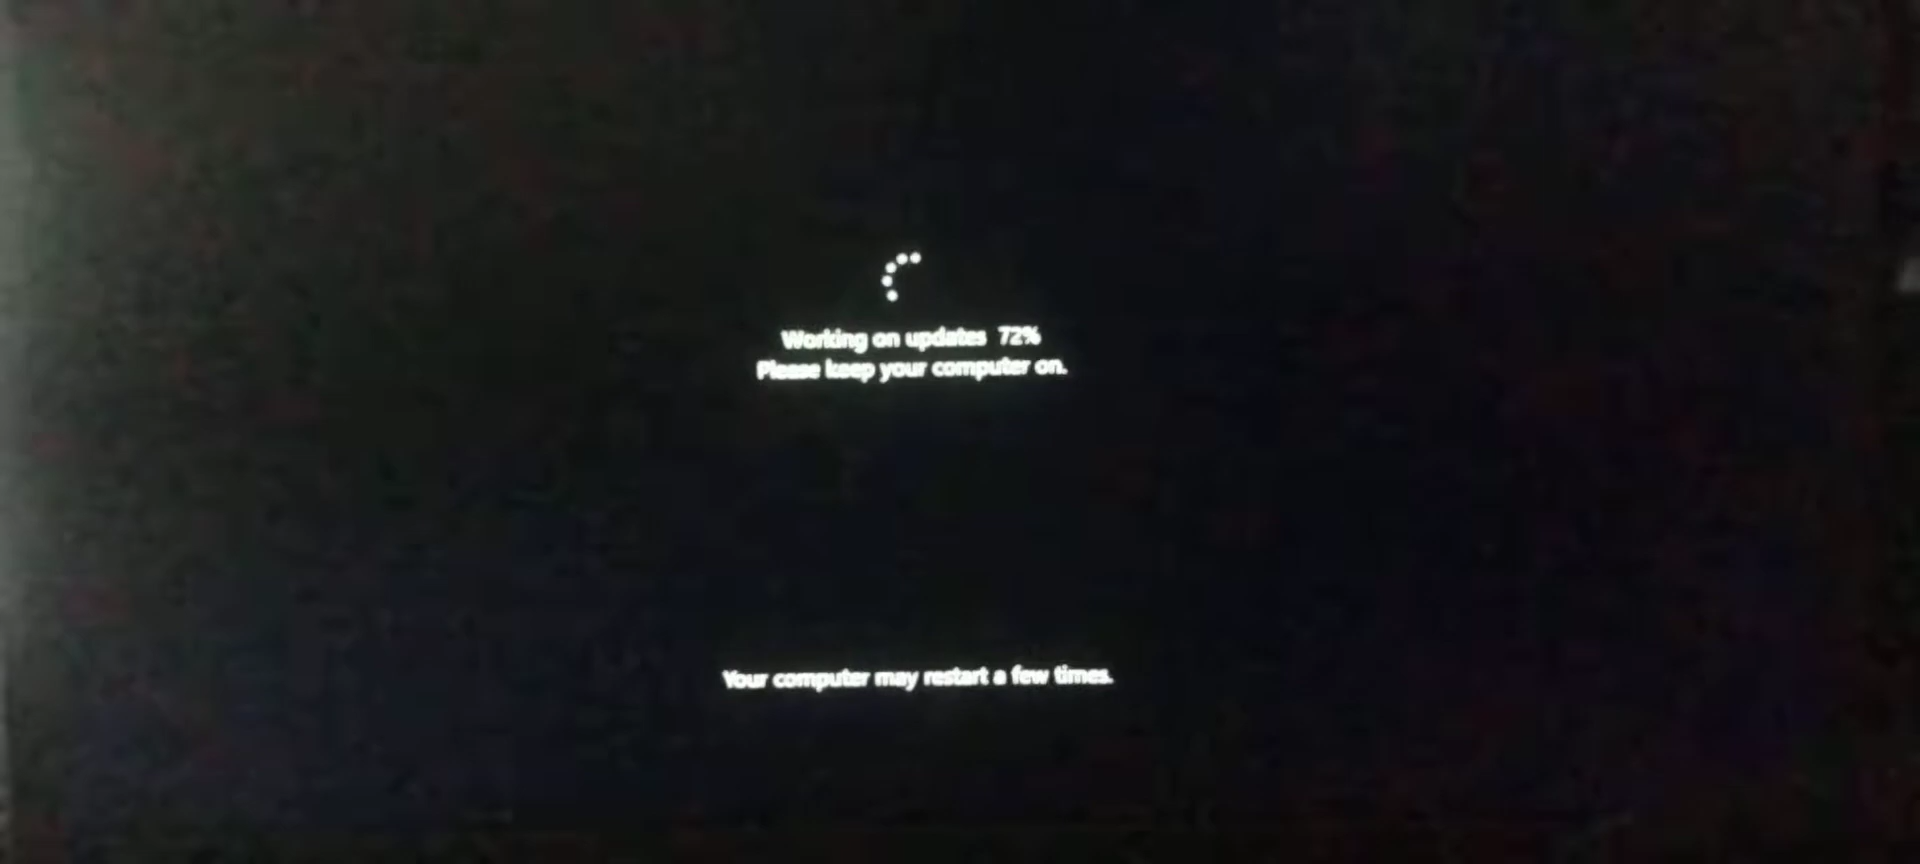 Working on updates 72%
Please keep your computer on.
Your computer may restart a few times.